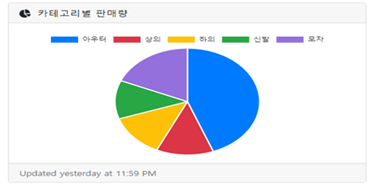 카테고리별 판매량
아우터 상의 하의 신발 모자
Updated yesterday at 11:59 PM